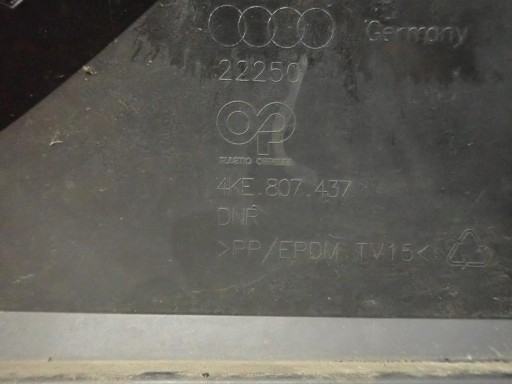 Germany
22250
PLASTIC OMNIUM
4KE.807.437
DNR
>PP/EPDM TV15<